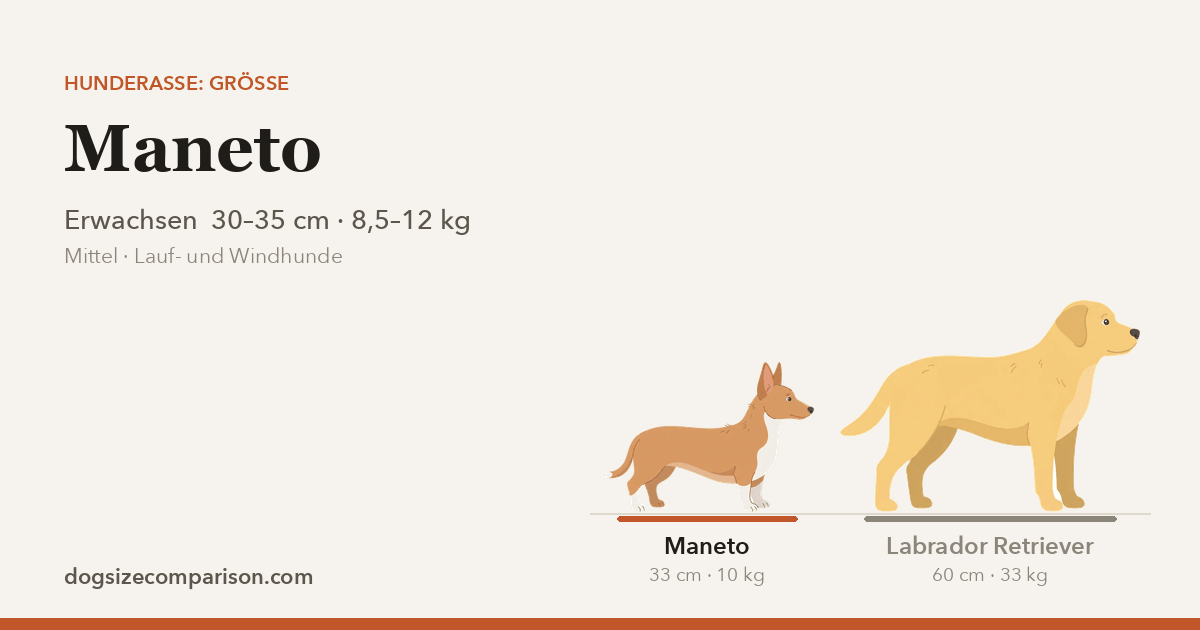 HUNDERASSE: GRÖSSE
Maneto
Erwachsen 30–35 cm · 8,5–12 kg
Mittel · Lauf- und Windhunde
Maneto
33 cm · 10 kg
Labrador Retriever
60 cm · 33 kg
dogsizecomparison.com